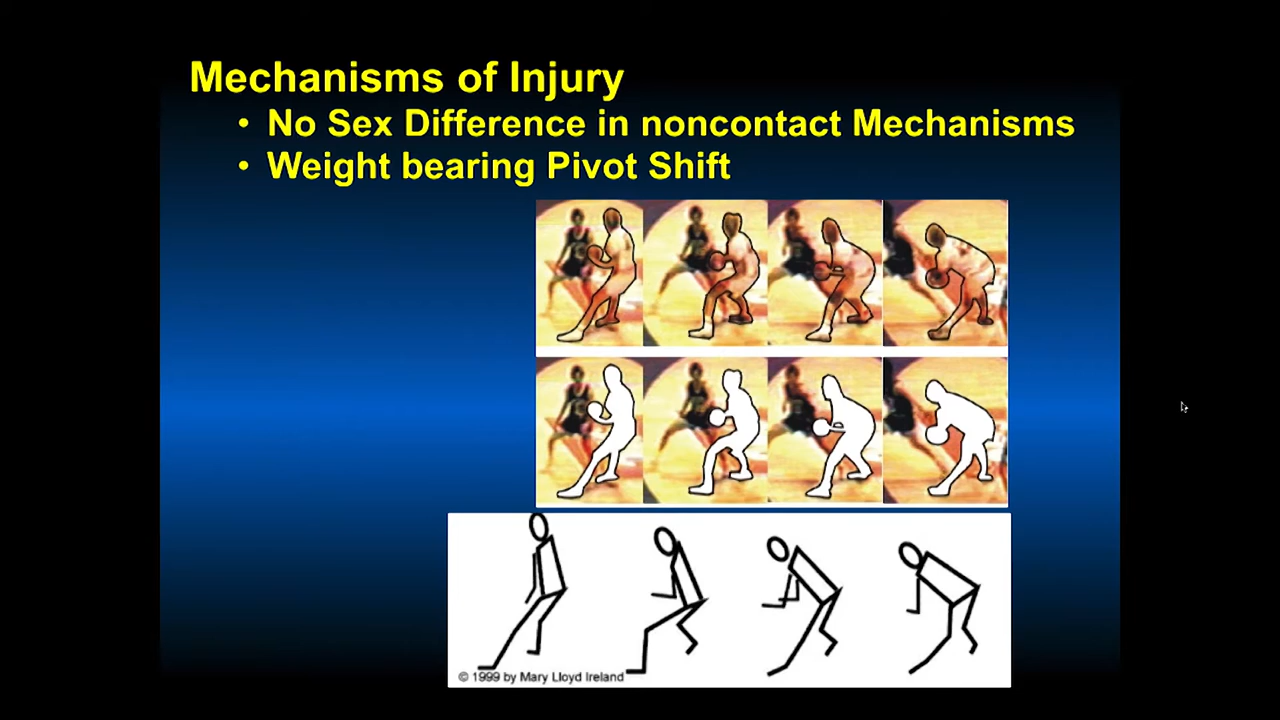 Mechanisms of Injury
• No Sex Difference in noncontact Mechanisms
• Weight bearing Pivot Shift
© 1999 by Mary Lloyd Ireland